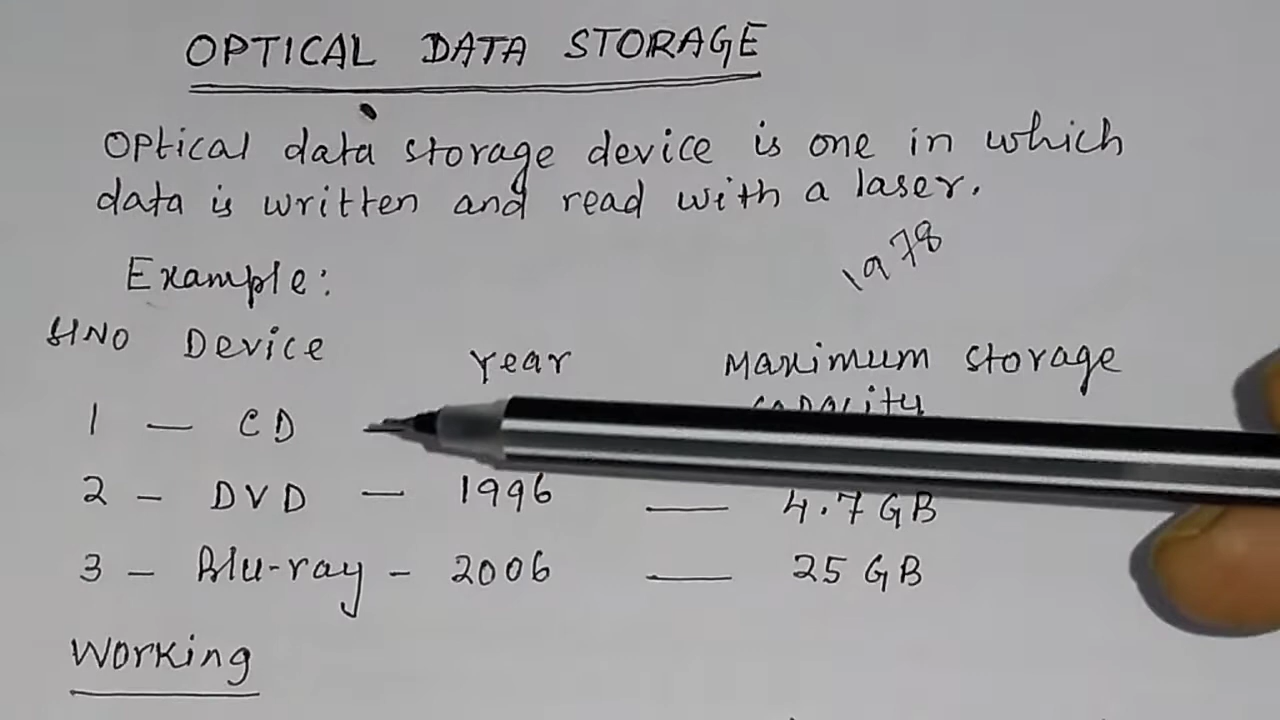 OPTICAL DATA STORAGE
Optical data storage device is one in which
data is written and read with a laser.
1978
Example:
SlNO Device Year Maximum storage
capacity
1 — CD
2 — DVD — 1996 — 4.7 GB
3 — Blu-ray - 2006 — 25 GB
Working